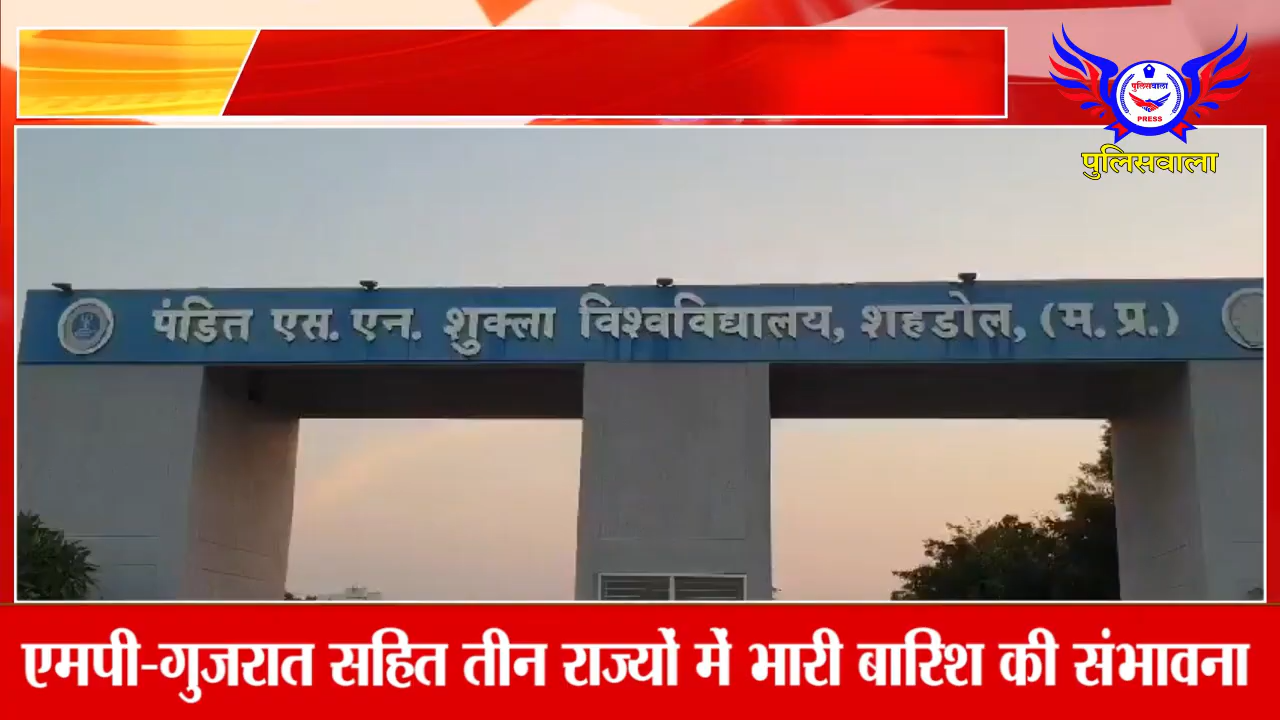 पुलिसवाला
PRESS
पुलिसवाला
पंडित एस. एन. शुक्ला विश्वविद्यालय, शहडोल, (म. प्र.)
एमपी-गुजरात सहित तीन राज्यों में भारी बारिश की संभावना